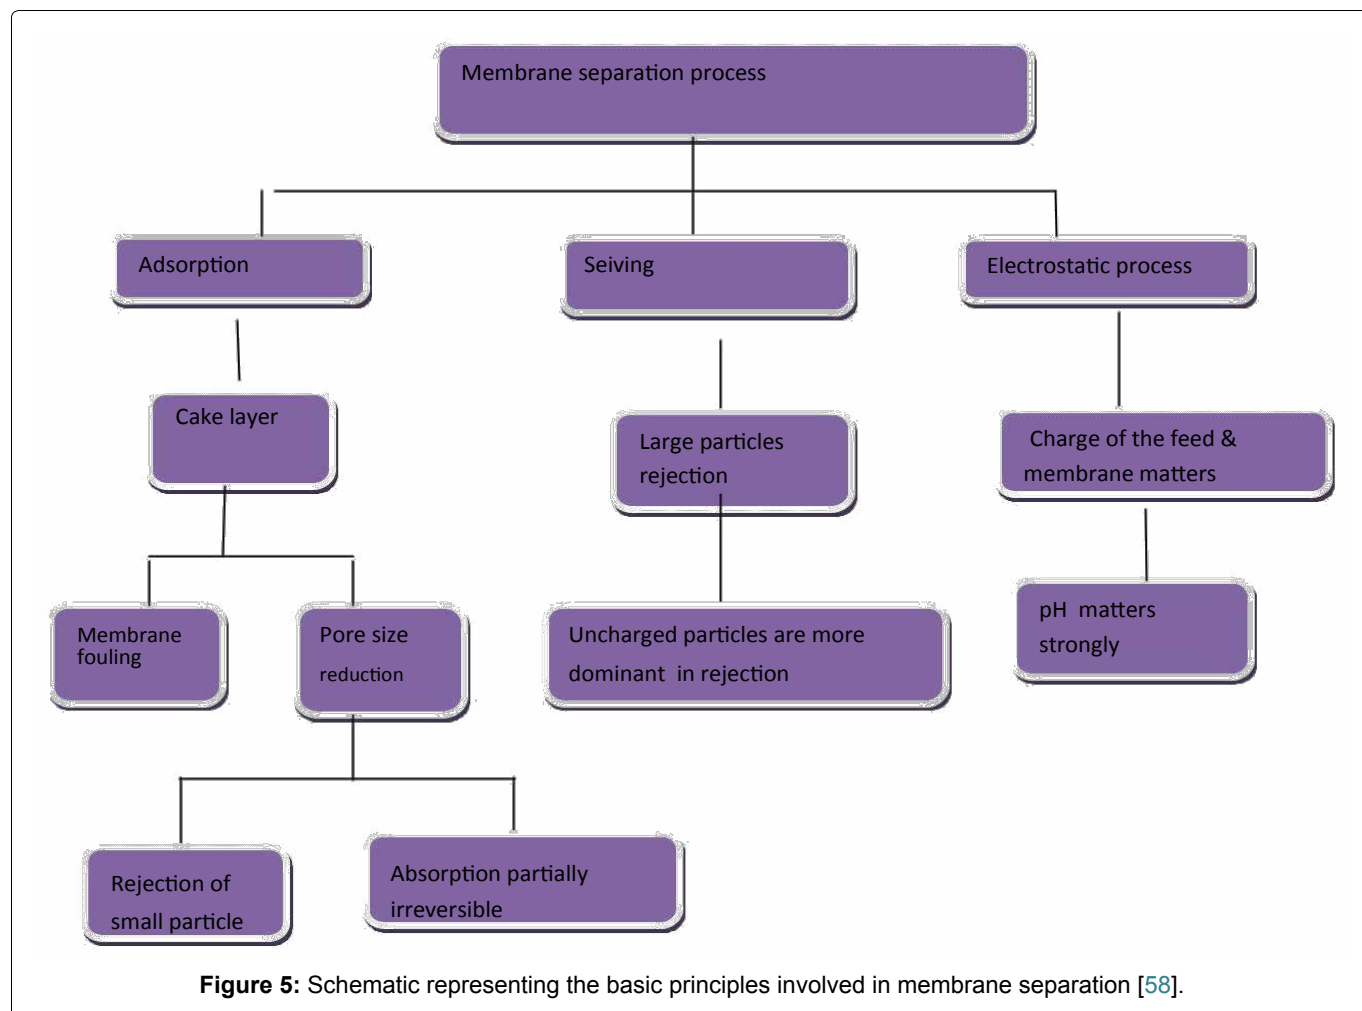 Membrane separation process
Adsorption
Seiving
Electrostatic process
Cake layer
Large particles
rejection
Charge of the feed &
membrane matters
Membrane
fouling
Pore size
reduction
Uncharged particles are more
dominant in rejection
pH matters
strongly
Rejection of
small particle
Absorption partially
irreversible
Figure 5: Schematic representing the basic principles involved in membrane separation [58].